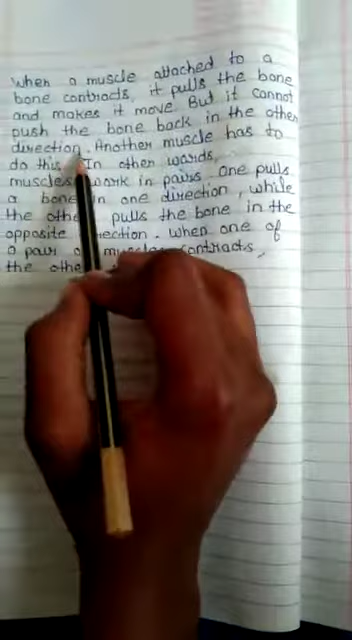 When a muscle attached to a
bone contracts, it pulls the bone
and makes it move. But it cannot
push the bone back in the other
direction. Another muscle has to
do this. In other words,
muscles work in pairs. One pulls
a bone in one direction, while
the other pulls the bone in the
opposite direction. When one of
a pair of muscles contracts,
the othe